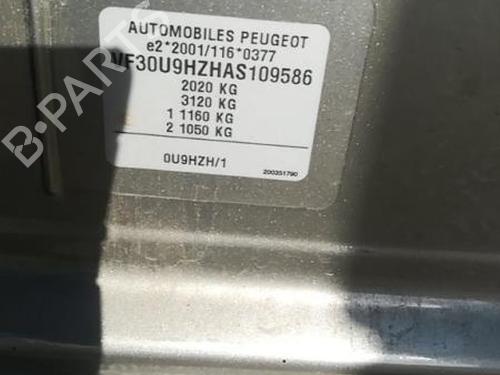 AUTOMOBILES PEUGEOT
e2*2001/116*0377
VF30U9HZHAS109586
2020 KG
3120 KG
1 1160 KG
2 1050 KG
0U9HZH/1
200351790
B-PARTS